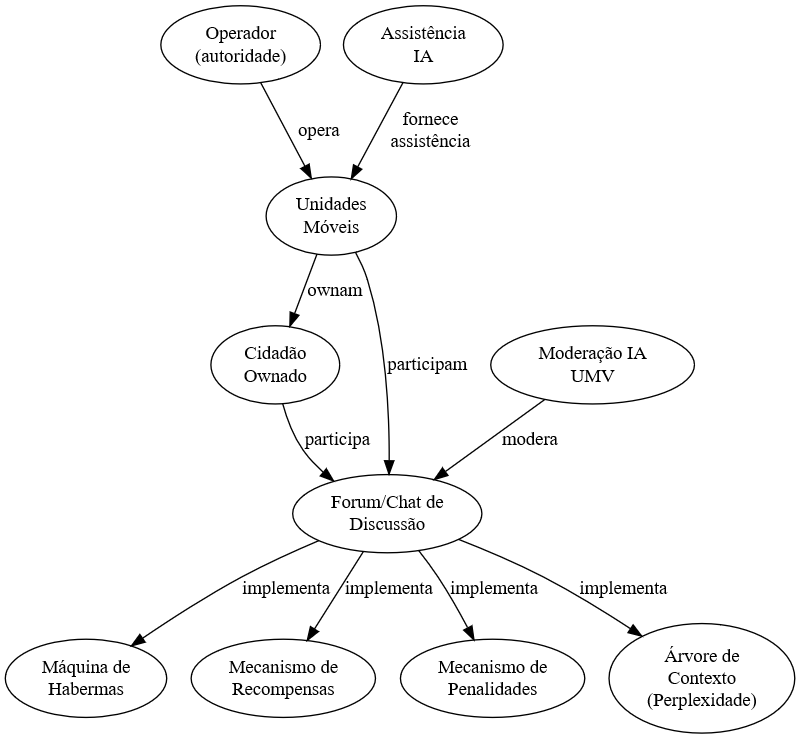 Operador
(autoridade)
Assistência
IA
opera
fornece
assistência
Unidades
Móveis
ownam
Cidadão
Ownado
participam
Moderação IA
UMV
participa
modera
Forum/Chat de
Discussão
implementa
implementa
implementa
implementa
Máquina de
Habermas
Mecanismo de
Recompensas
Mecanismo de
Penalidades
Árvore de
Contexto
(Perplexidade)